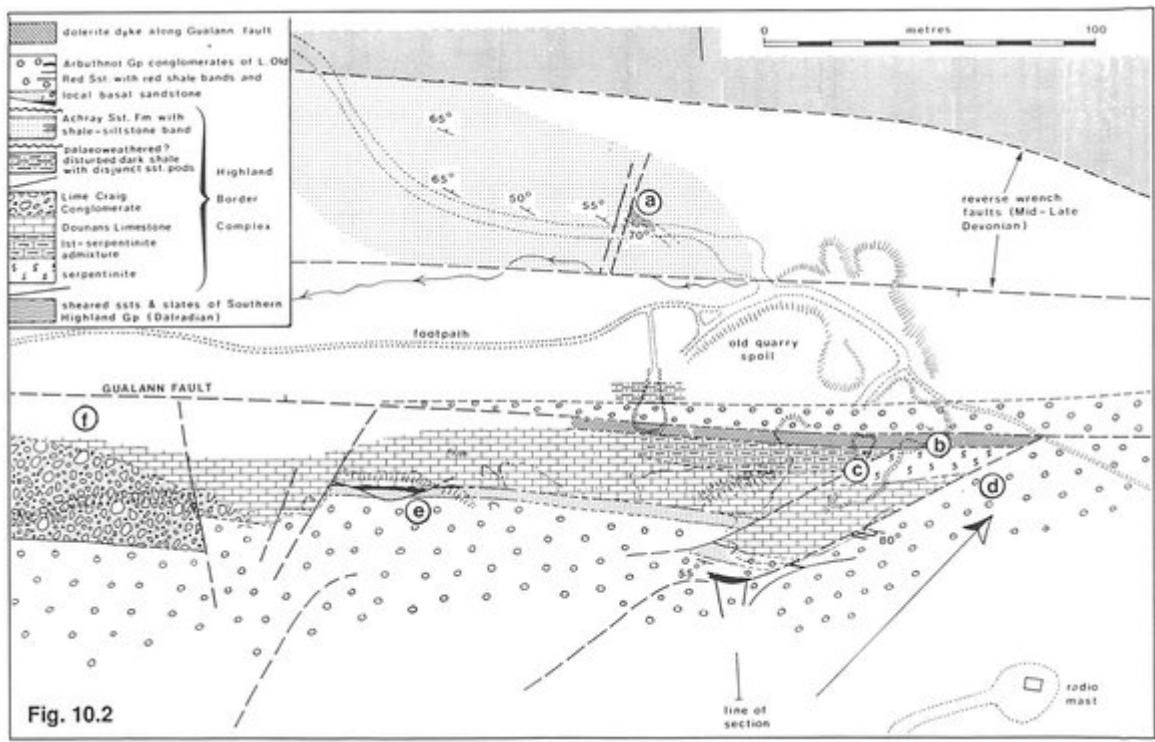 dolerite dyke along Gualann fault
Arbuthnot Gp conglomerates of L.Old
Red Sst. with red shale bands and
local basal sandstone
Achray Sst. Fm with
shale-siltstone band
palaeoweathered?
disturbed dark shale
with disjunct sst. pods
Lime Craig
Conglomerate
Dounans Limestone
lst-serpentinite
admixture
serpentinite
sheared ssts & slates of Southern
Highland Gp (Dalradian)
Highland
Border
Complex
0 metres 100
65°
65°
50°
55°
70°
a
reverse wrench
faults (Mid-Late
Devonian)
footpath
old quarry
spoil
GUALANN FAULT
f
b
c
d
e
80°
55
line of
section
radio
mast
Fig. 10.2